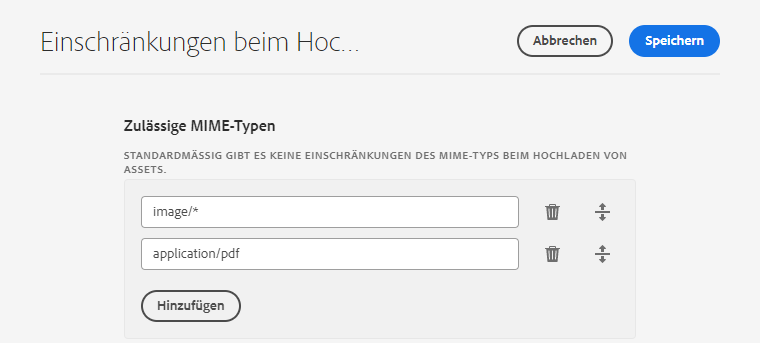 Einschränkungen beim Hoc...
Abbrechen
Speichern
Zulässige MIME-Typen
STANDARDMÄSSIG GIBT ES KEINE EINSCHRÄNKUNGEN DES MIME-TYPS BEIM HOCHLADEN VON
ASSETS.
image/*
application/pdf
Hinzufügen